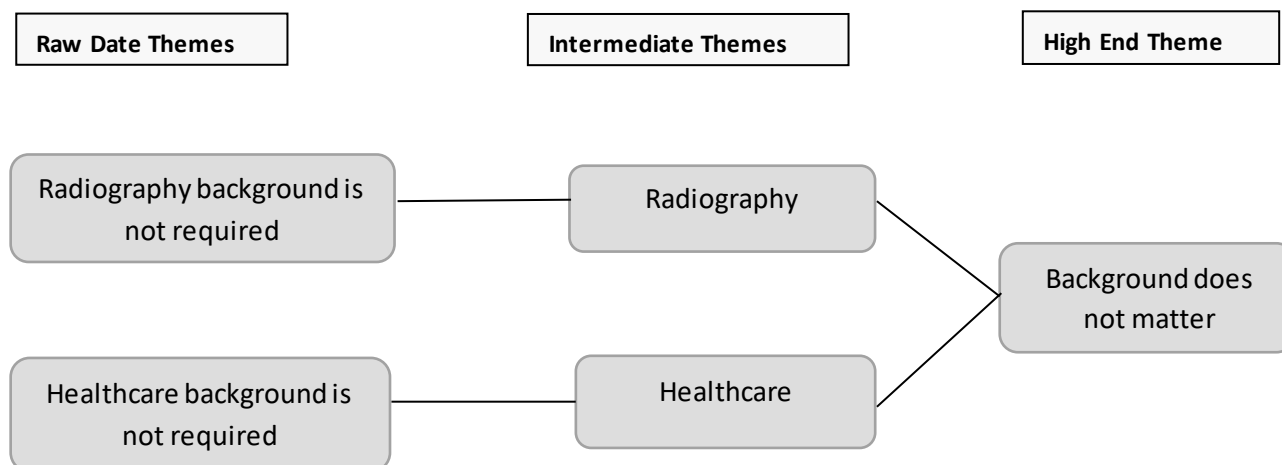 Raw Date Themes
Intermediate Themes
High End Theme
Radiography background is
not required
Radiography
Background does
not matter
Healthcare background is
not required
Healthcare